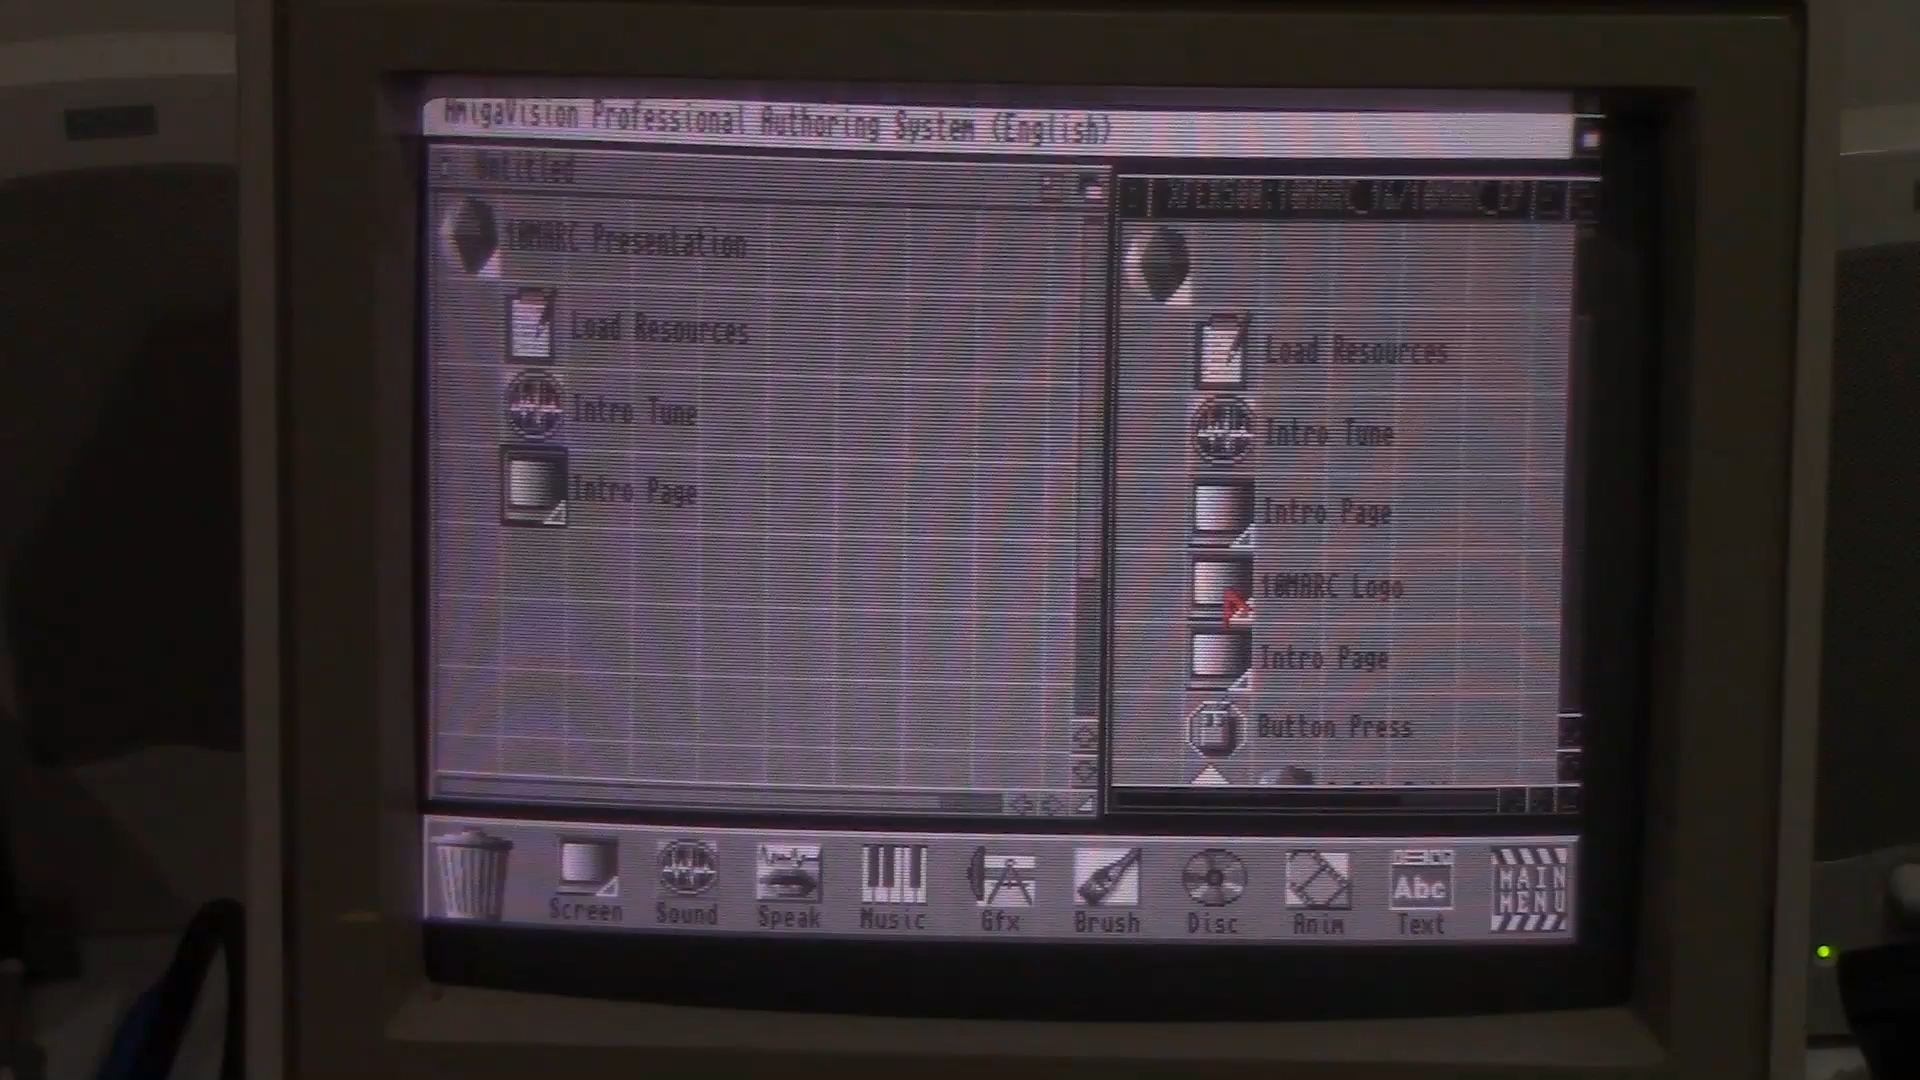 AmigaVision Professional Authoring System (English)
Untitled
10MARC Presentation
Load Resources
Intro Tune
Intro Page
Load Resources
Intro Tune
Intro Page
10MARC Logo
Intro Page
Button Press
Screen
Sound
Speak
Music
Gfx
Brush
Disc
Anim
Abc
Text
MAIN
MENU